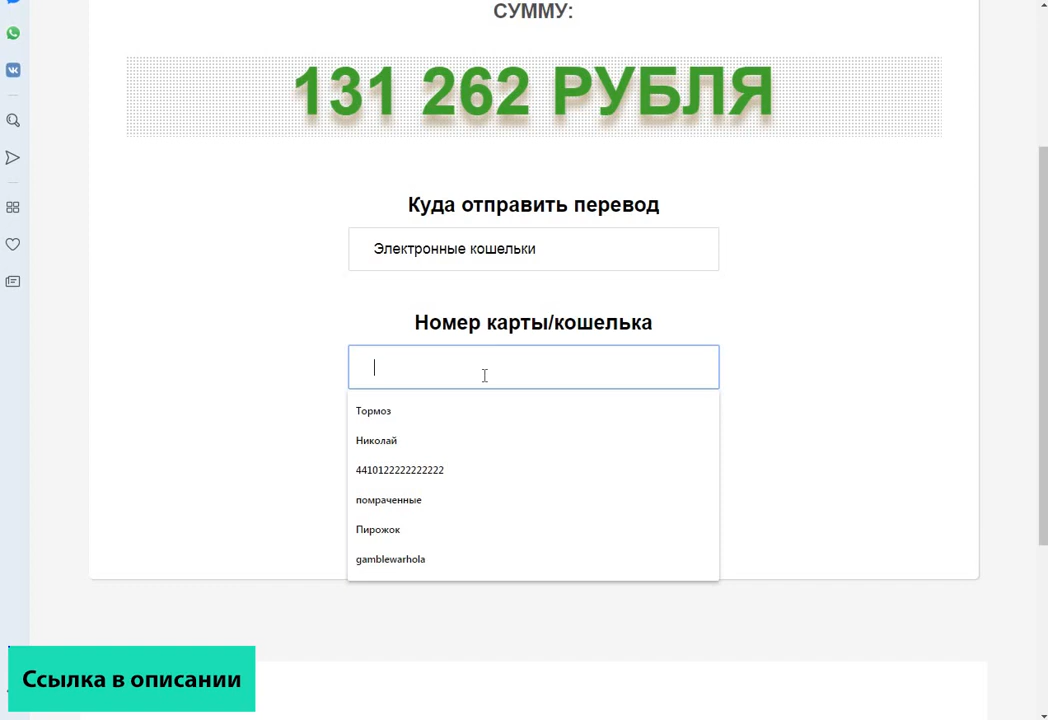 СУММУ:
131 262 РУБЛЯ
Куда отправить перевод
Электронные кошельки
Номер карты/кошелька
Тормоз
Николай
4410122222222222
помраченные
Пирожок
gamblewarhola
Ссылка в описании